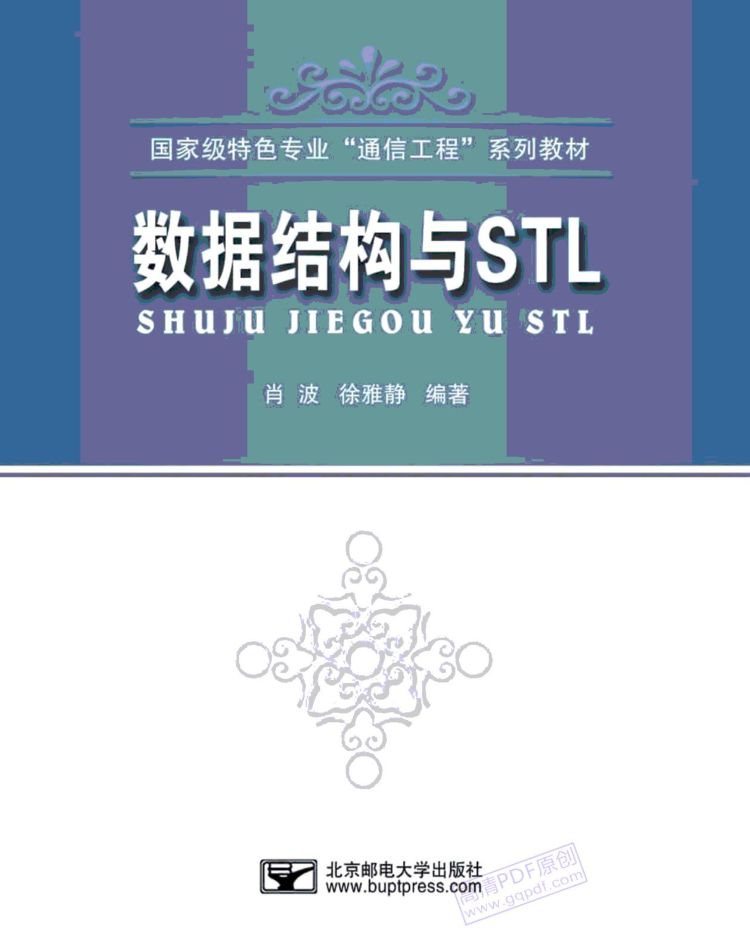 国家级特色专业“通信工程”系列教材
数据结构与STL
SHUJU JIEGOU YU STL
肖波 徐雅静 编著
北京邮电大学出版社
www.buptpress.com
高清PDF原创
www.gqpdf.com